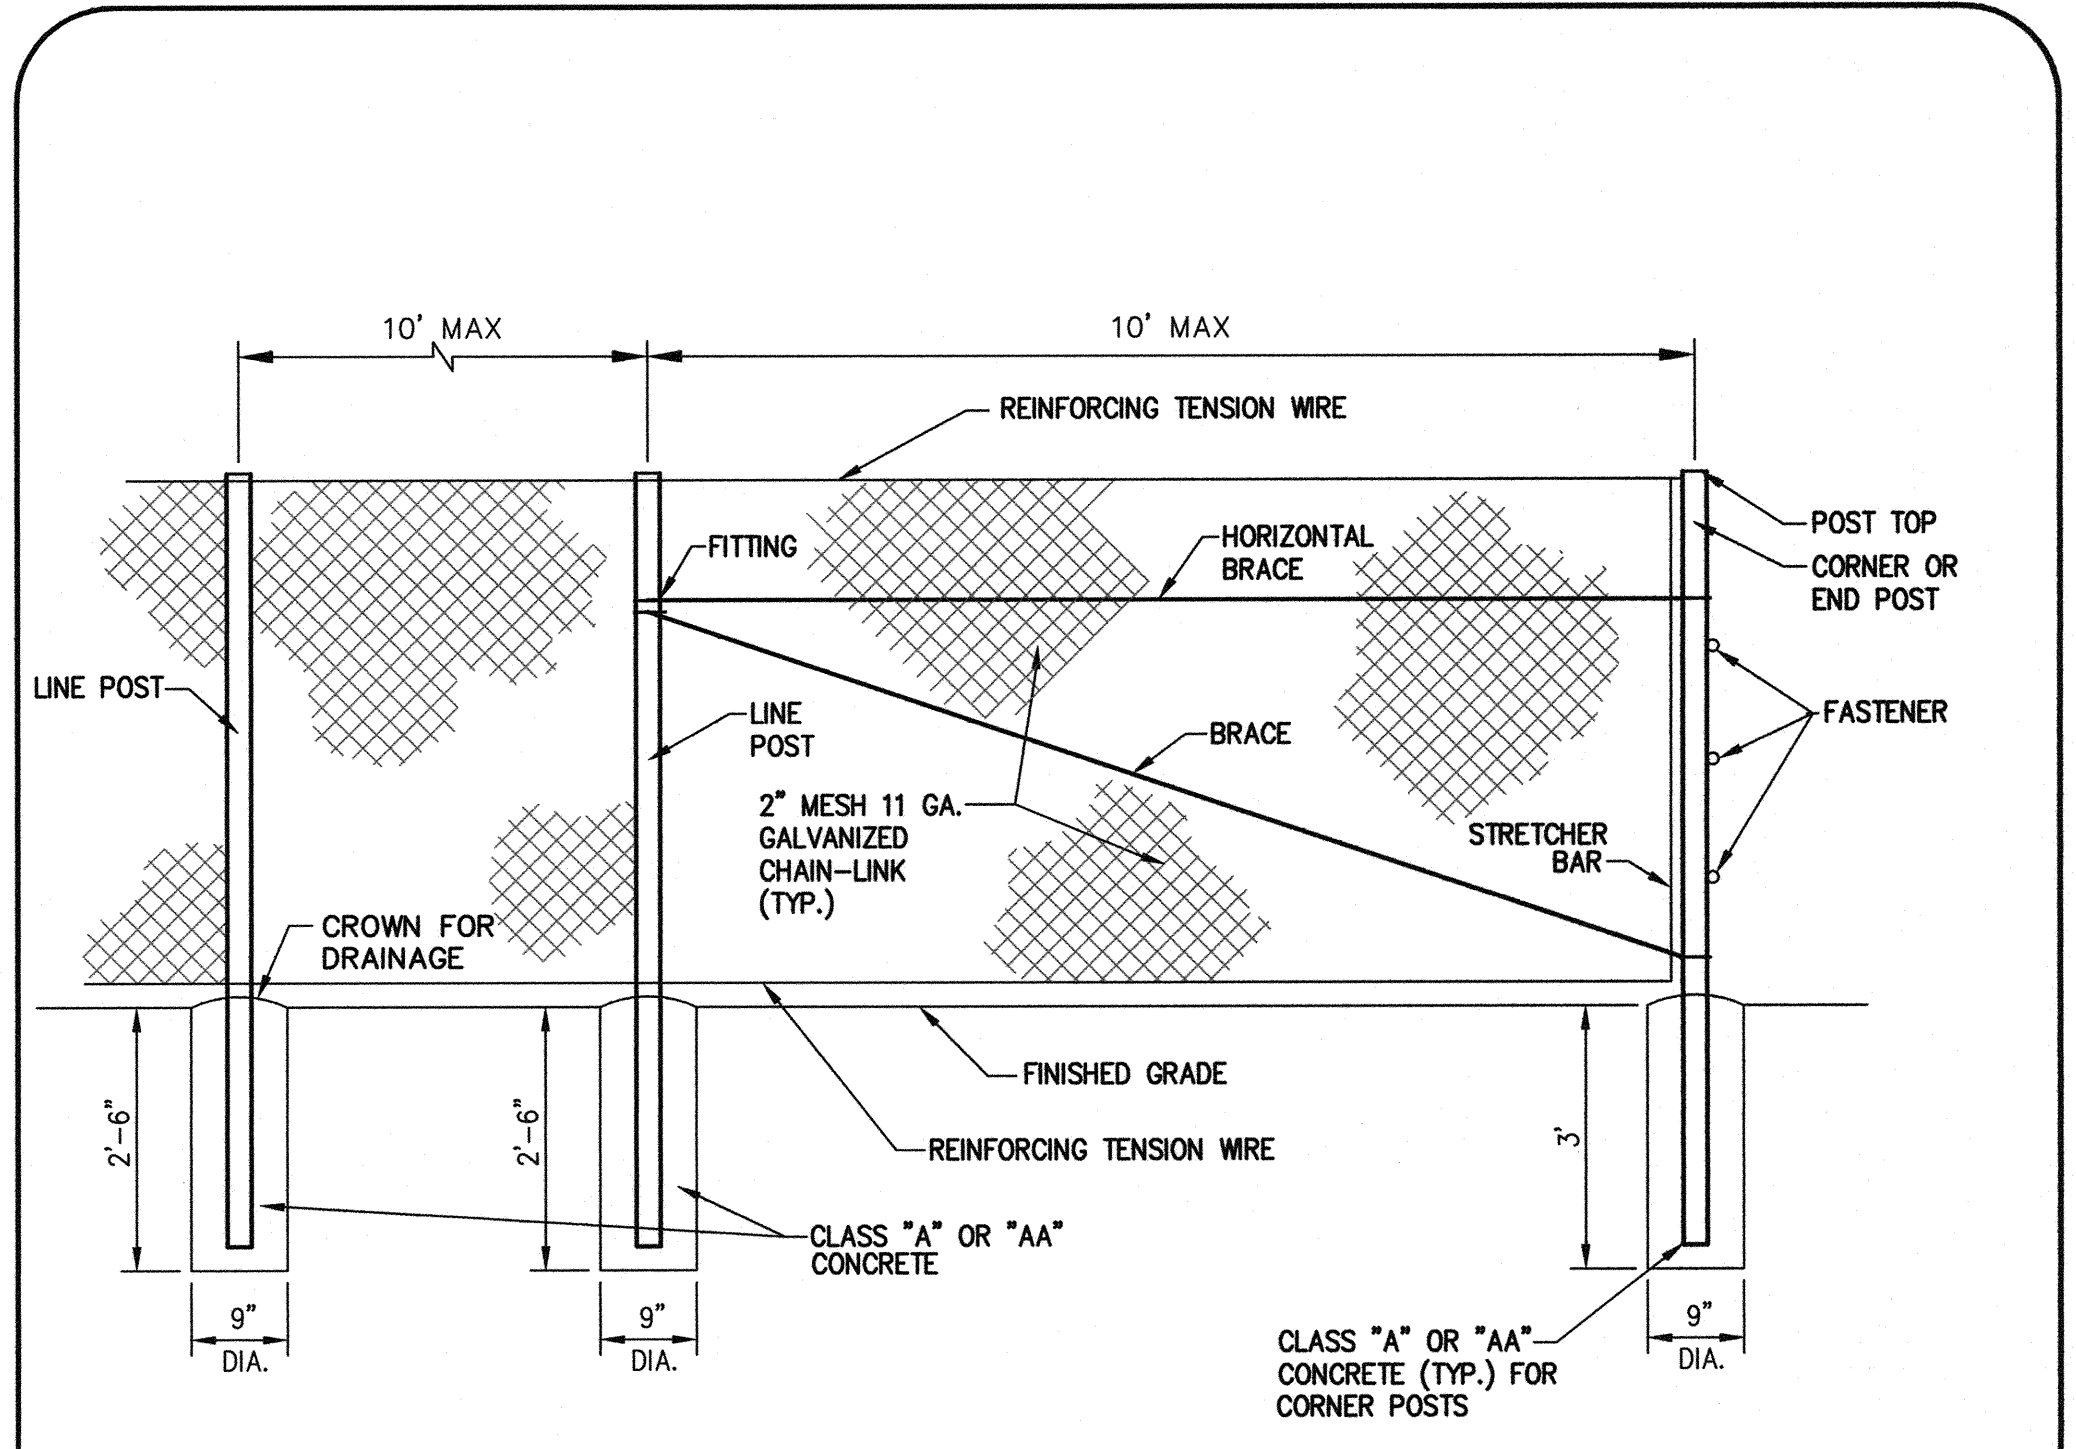 10' MAX
10' MAX
REINFORCING TENSION WIRE
POST TOP
FITTING
HORIZONTAL
BRACE
CORNER OR
END POST
LINE POST
LINE
POST
BRACE
FASTENER
2" MESH 11 GA.
GALVANIZED
CHAIN-LINK
(TYP.)
STRETCHER
BAR
CROWN FOR
DRAINAGE
FINISHED GRADE
2'-6"
2'-6"
3'
REINFORCING TENSION WIRE
CLASS "A" OR "AA"
CONCRETE
9"
DIA.
9"
DIA.
9"
DIA.
CLASS "A" OR "AA"
CONCRETE (TYP.) FOR
CORNER POSTS